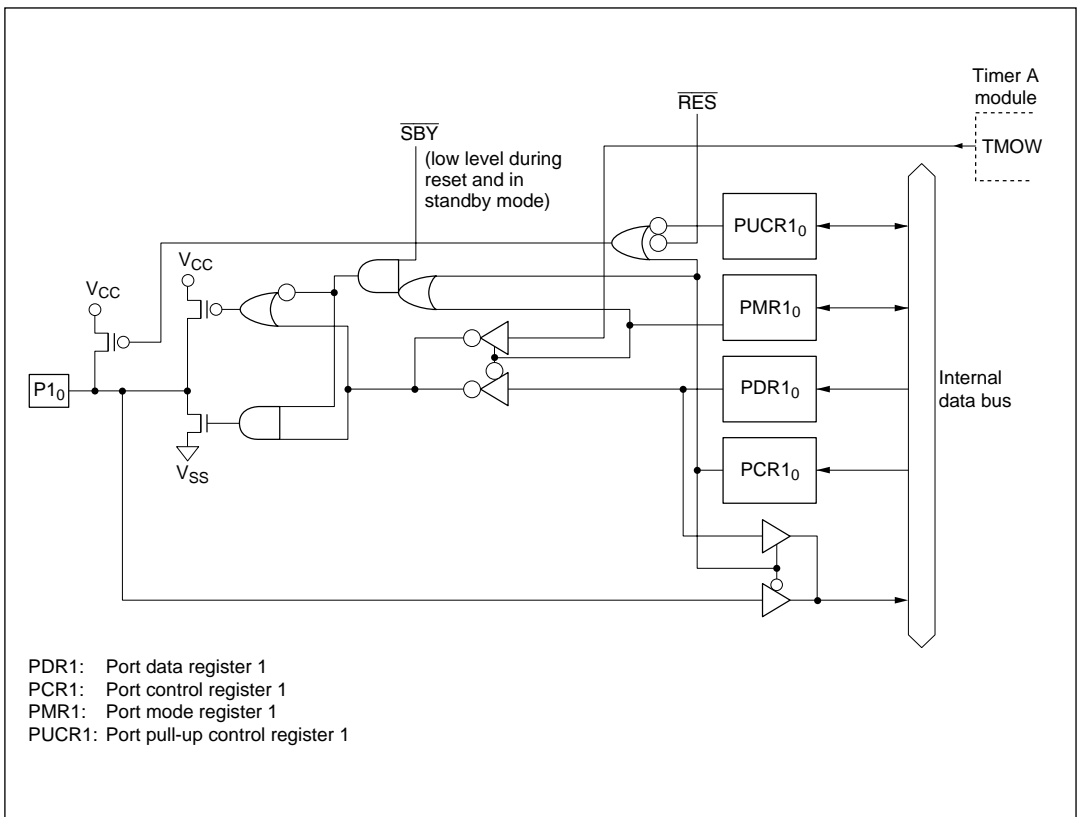 Timer A
module
TMOW
RES
SBY
(low level during
reset and in
standby mode)
PUCR1₀
VCC
VCC
PMR1₀
P1₀
PDR1₀
Internal
data bus
VSS
PCR1₀
PDR1: Port data register 1
PCR1: Port control register 1
PMR1: Port mode register 1
PUCR1: Port pull-up control register 1